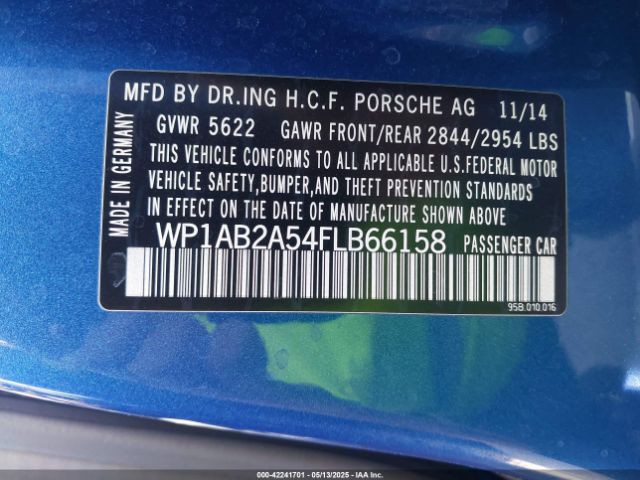 MFD BY DR.ING H.C.F. PORSCHE AG 11/14
GVWR 5622 GAWR FRONT/REAR 2844/2954 LBS
THIS VEHICLE CONFORMS TO ALL APPLICABLE U.S.FEDERAL MOTOR
VEHICLE SAFETY,BUMPER,AND THEFT PREVENTION STANDARDS
IN EFFECT ON THE DATE OF MANUFACTURE SHOWN ABOVE
WP1AB2A54FLB66158 PASSENGER CAR
95B.010.016
MADE IN GERMANY
000-42241701 - 05/13/2025 - IAAI.COM